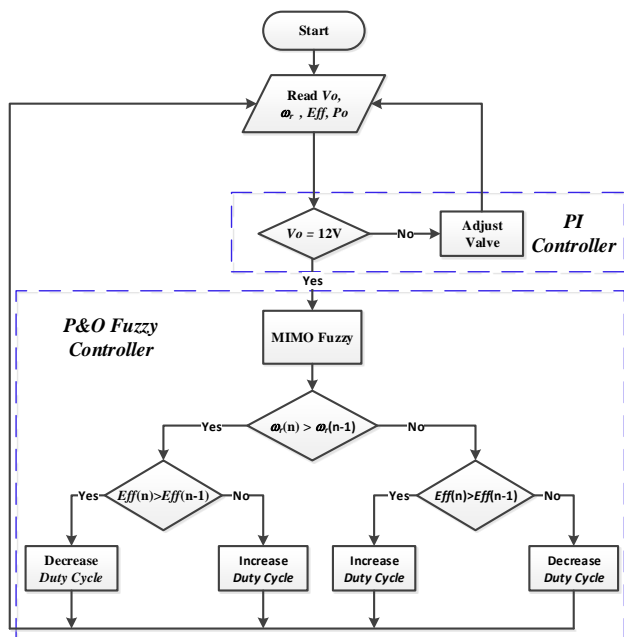 Start
Read Vo,
ωr , Eff, Po
Vo = 12V
No
Adjust
Valve
PI
Controller
Yes
P&O Fuzzy
Controller
MIMO Fuzzy
ωr(n) > ωr(n-1)
Yes
No
Eff(n)>Eff(n-1)
Yes
No
Eff(n)>Eff(n-1)
Yes
No
Decrease
Duty Cycle
Increase
Duty Cycle
Increase
Duty Cycle
Decrease
Duty Cycle